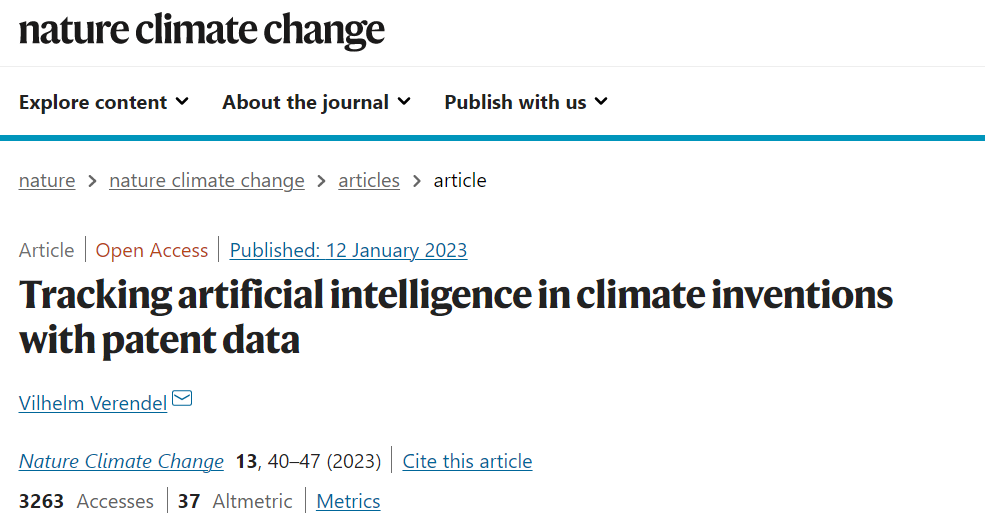 nature climate change
Explore content About the journal Publish with us
nature > nature climate change > articles > article
Article | Open Access | Published: 12 January 2023
Tracking artificial intelligence in climate inventions
with patent data
Vilhelm Verendel
Nature Climate Change 13, 40–47 (2023) | Cite this article
3263 Accesses | 37 Altmetric | Metrics